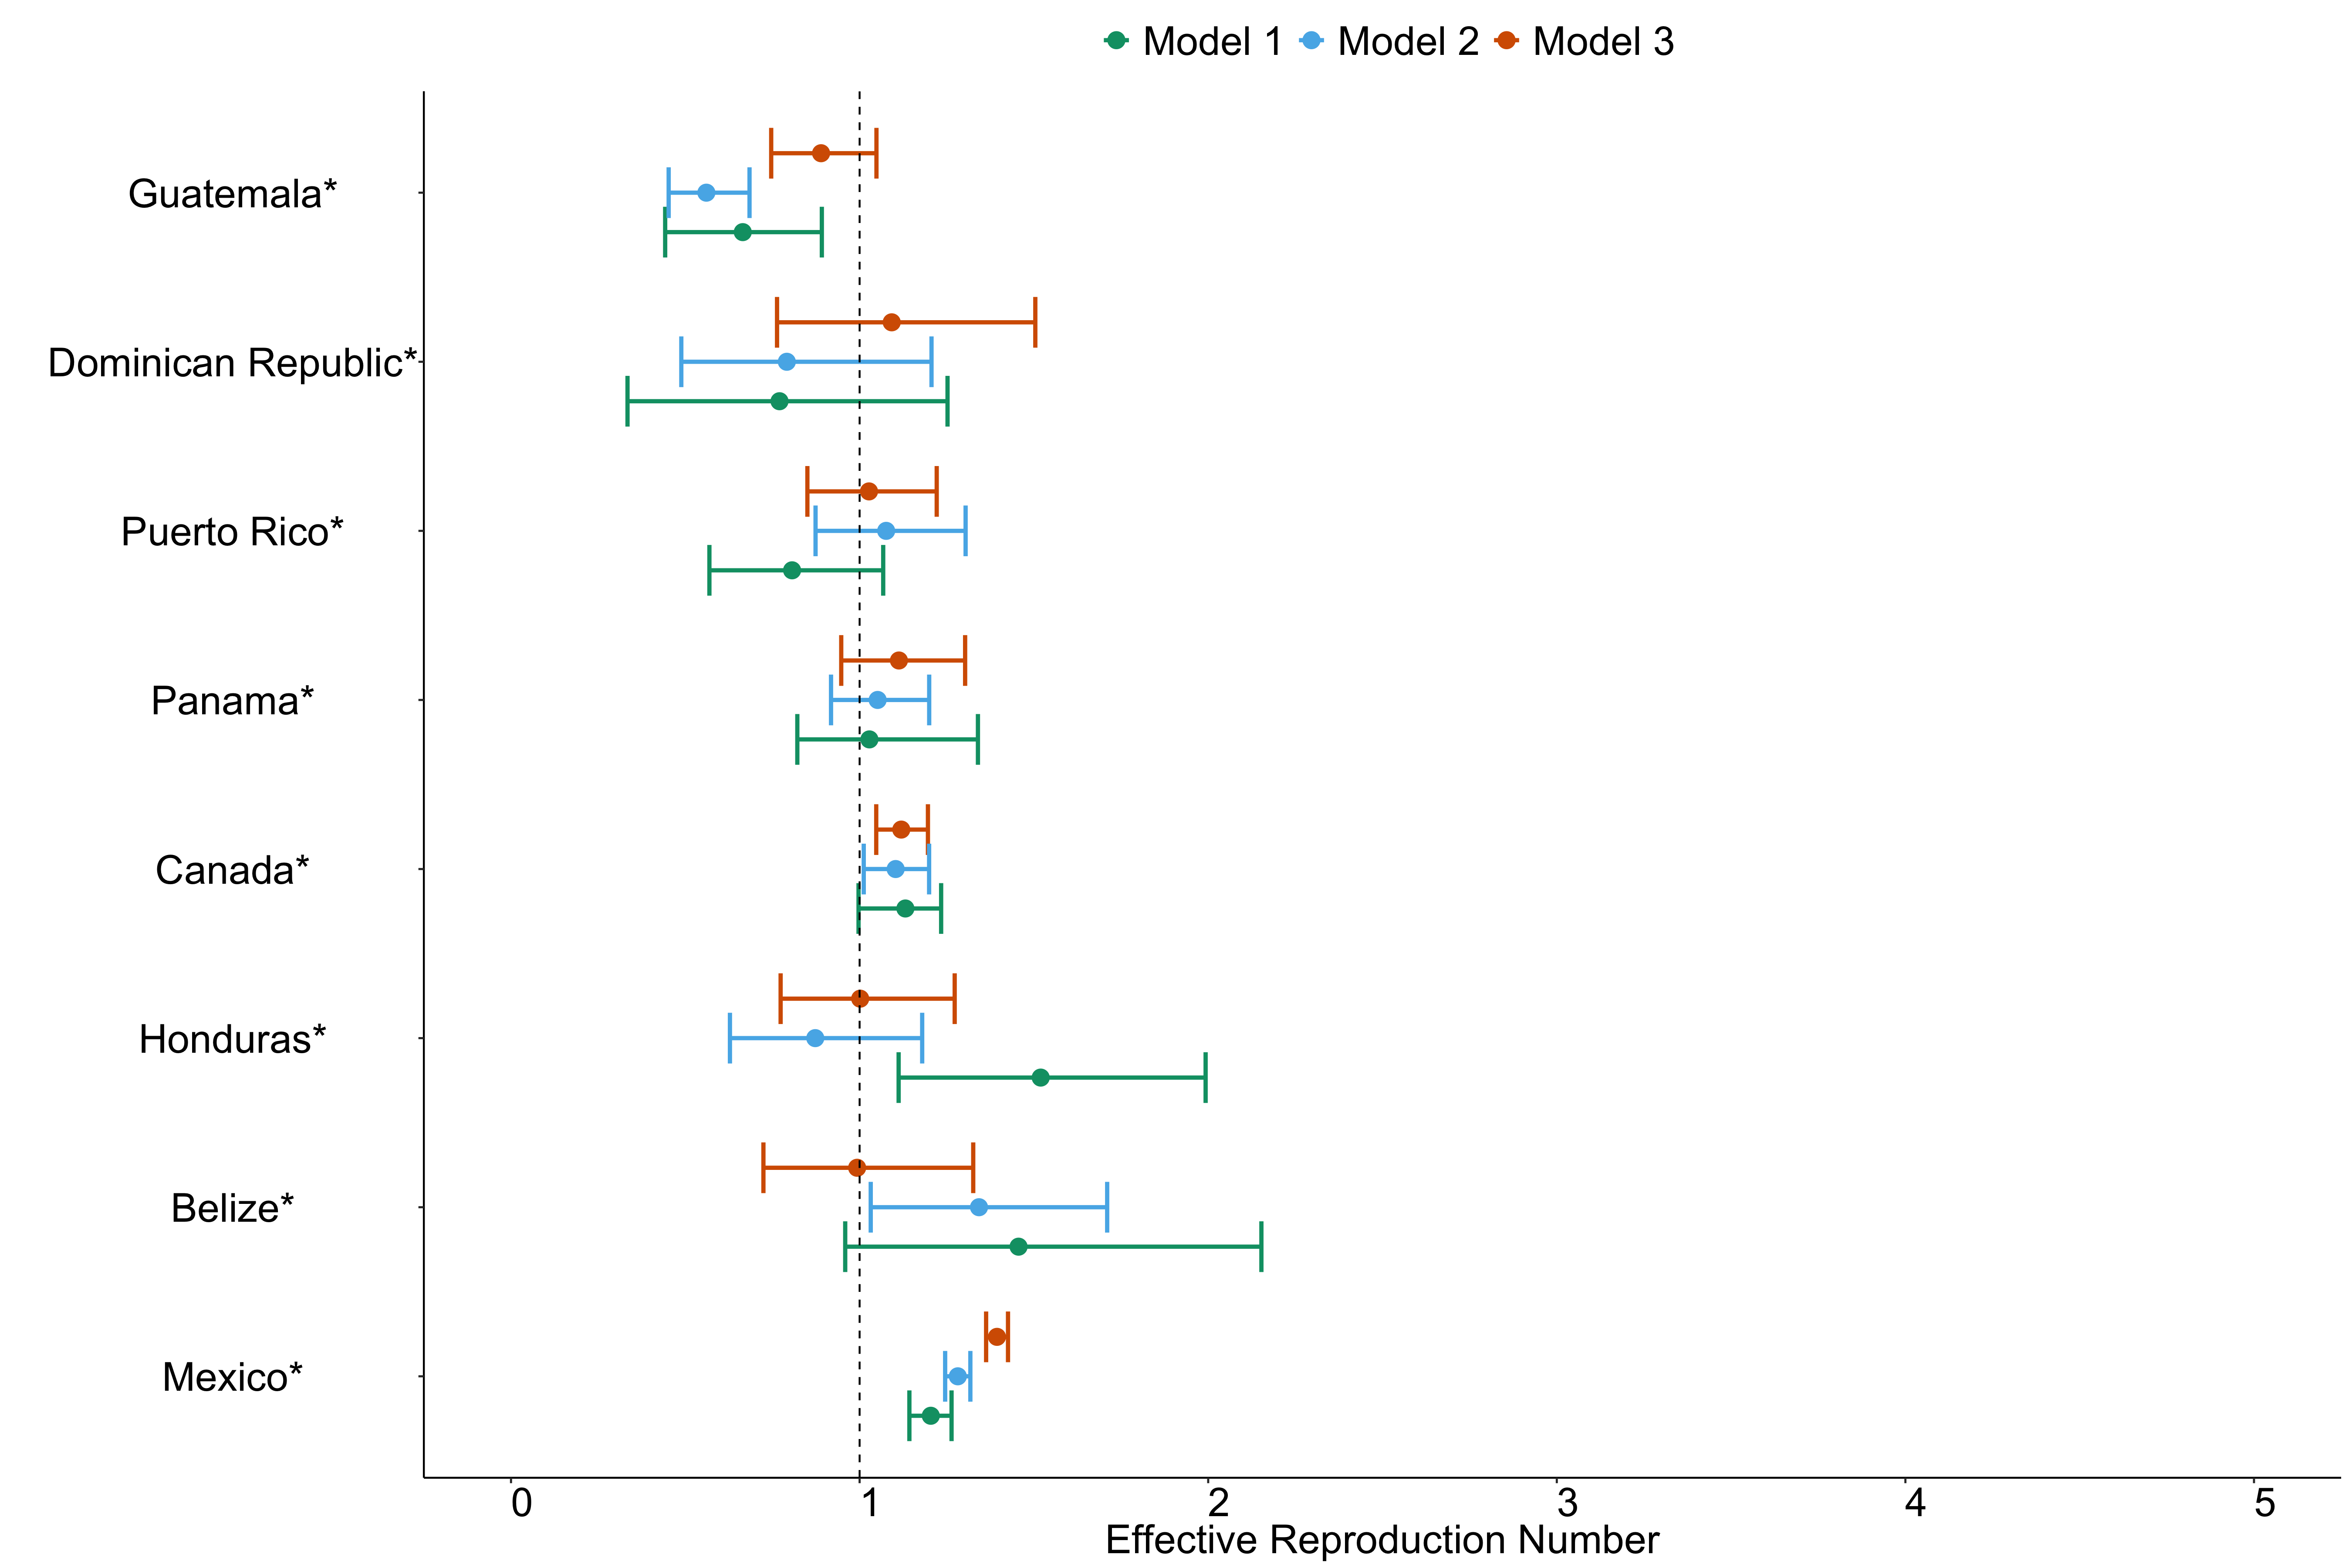 Model 1 Model 2 Model 3
Guatemala*
Dominican Republic*
Puerto Rico*
Panama*
Canada*
Honduras*
Belize*
Mexico*
0 1 2 3 4 5
Effective Reproduction Number